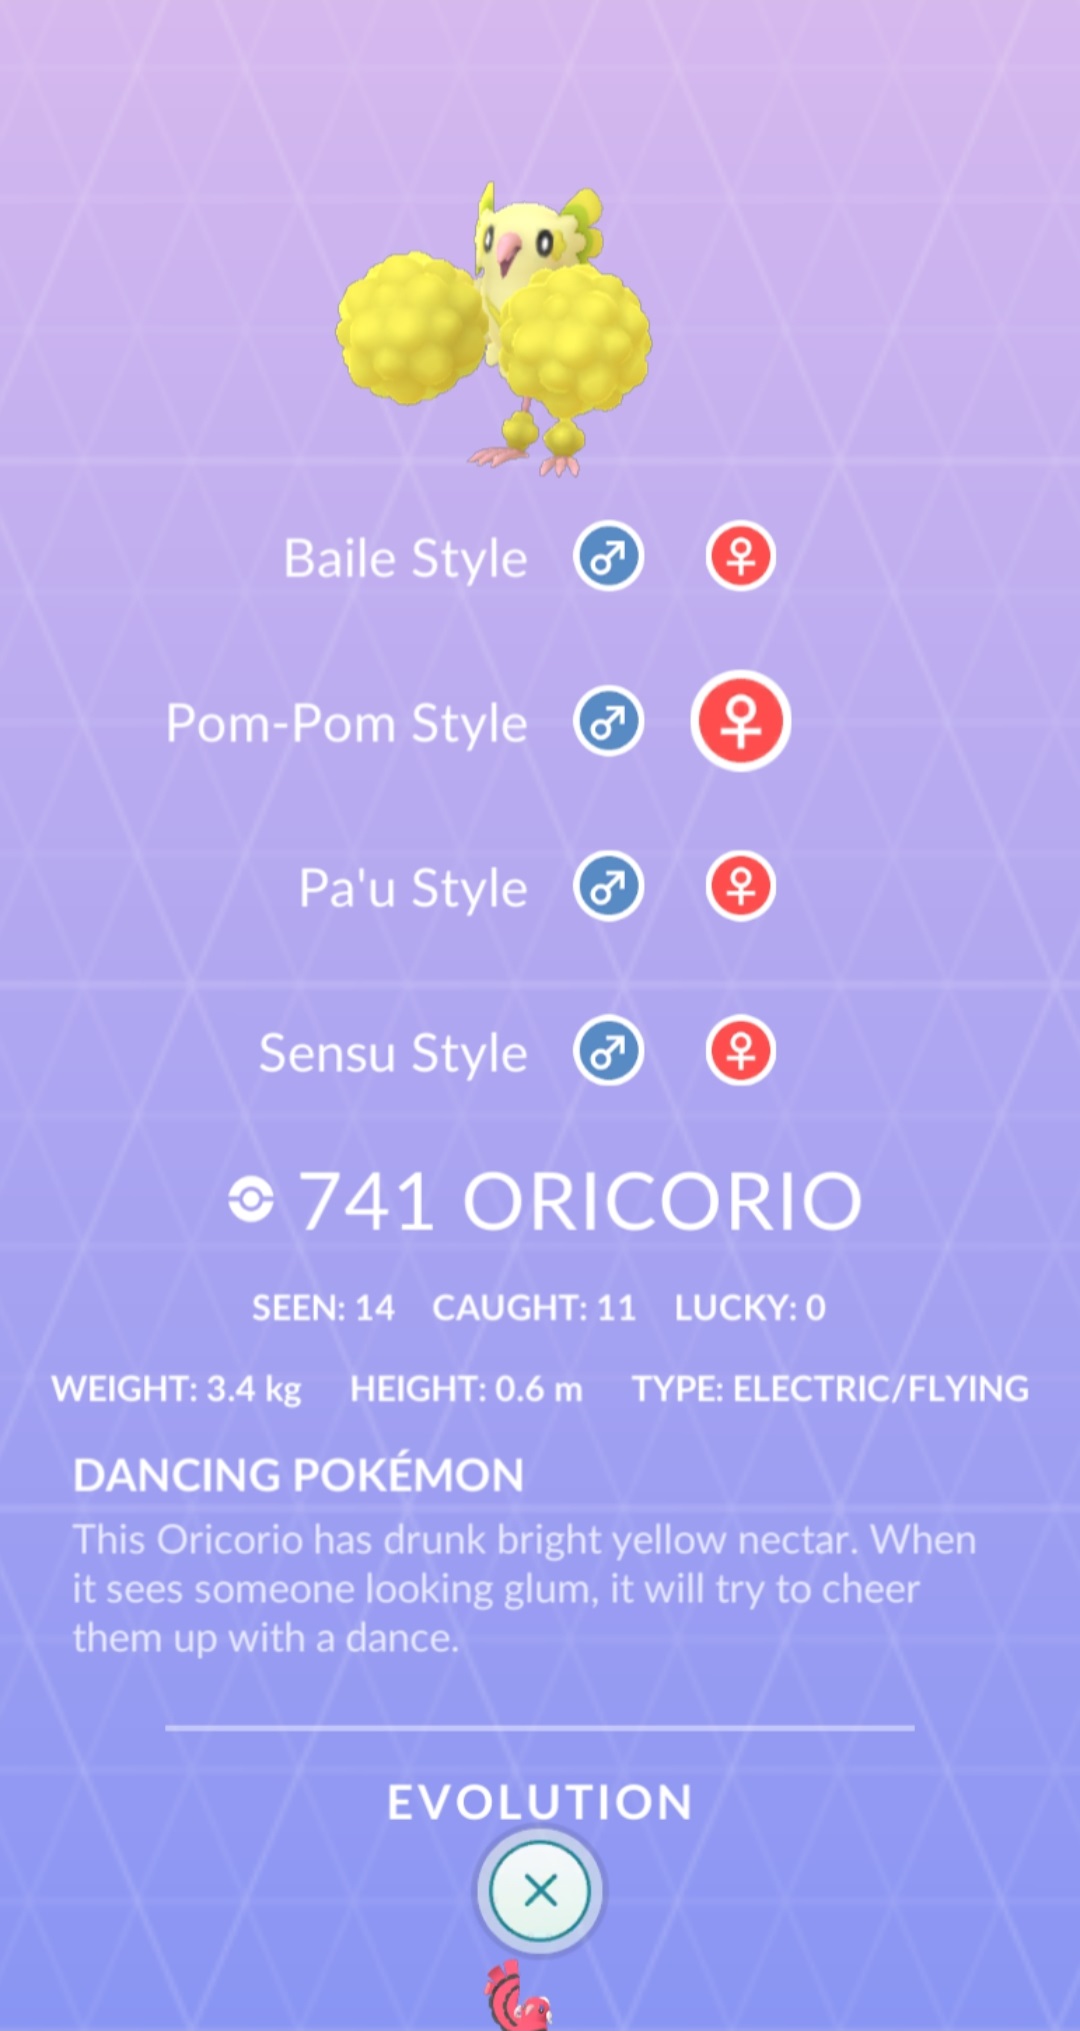 Baile Style ♂ ♀
Pom-Pom Style ♂ ♀
Pa'u Style ♂ ♀
Sensu Style ♂ ♀
741 ORICORIO
SEEN: 14 CAUGHT: 11 LUCKY: 0
WEIGHT: 3.4 kg HEIGHT: 0.6 m TYPE: ELECTRIC/FLYING
DANCING POKÉMON
This Oricorio has drunk bright yellow nectar. When
it sees someone looking glum, it will try to cheer
them up with a dance.
EVOLUTION